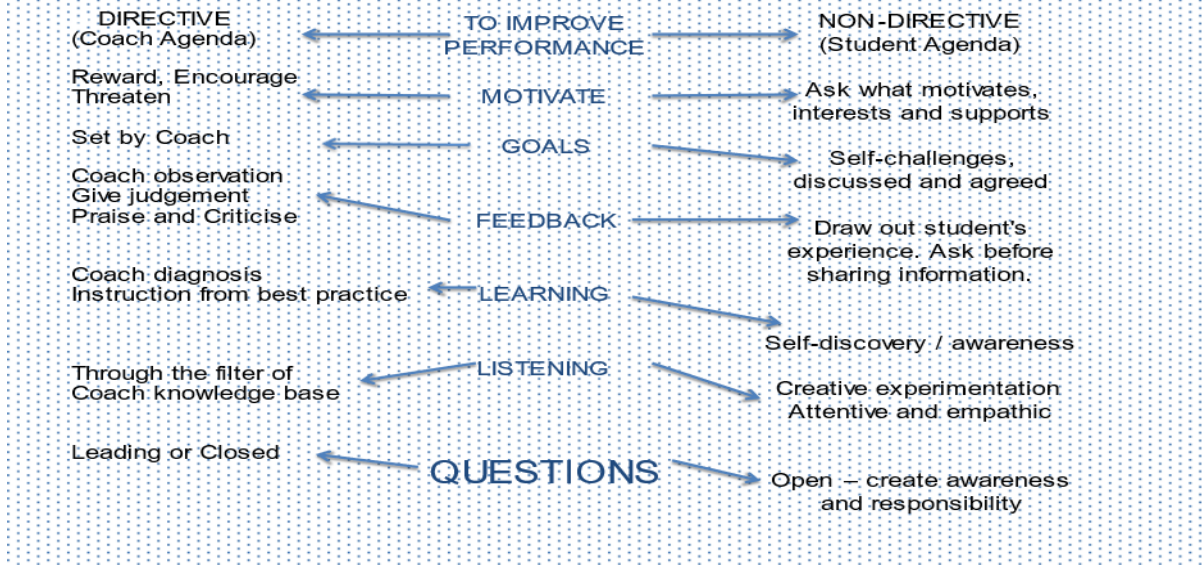 DIRECTIVE
(Coach Agenda)
TO IMPROVE
PERFORMANCE
NON-DIRECTIVE
(Student Agenda)
Reward, Encourage
Threaten
MOTIVATE
Ask what motivates,
interests and supports
Set by Coach
GOALS
Self-challenges,
discussed and agreed
Coach observation
Give judgement
Praise and Criticise
FEEDBACK
Draw out student's
experience. Ask before
sharing information.
Coach diagnosis
Instruction from best practice
LEARNING
Self-discovery / awareness
Through the filter of
Coach knowledge base
LISTENING
Creative experimentation
Attentive and empathic
Leading or Closed
QUESTIONS
Open – create awareness
and responsibility